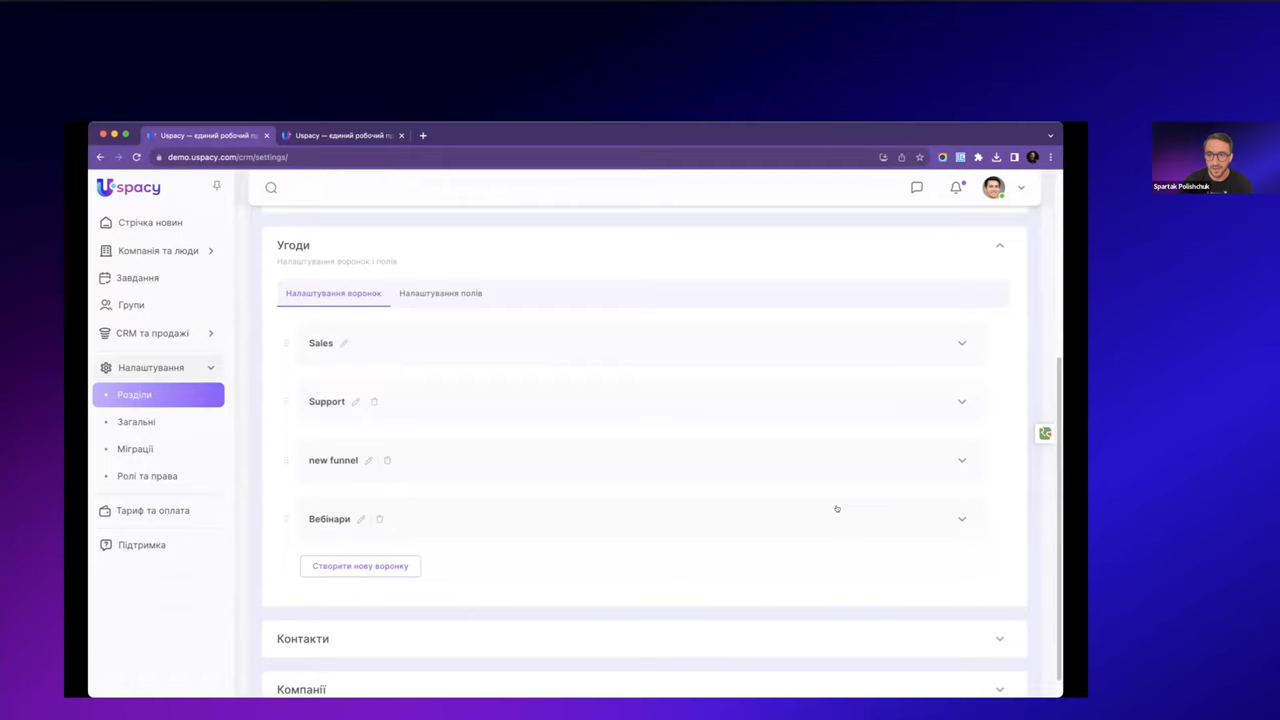 Uspacy — єдиний робочий п
Uspacy — єдиний робочий п
demo.uspacy.com/crm/settings/
Uspacy
Стрічка новин
Компанія та люди
Завдання
Групи
CRM та продажі
Налаштування
Розділи
Загальні
Міграції
Ролі та права
Тариф та оплата
Підтримка
Угоди
Налаштування воронок і полів
Налаштування воронок
Налаштування полів
Sales
Support
new funnel
Вебінари
Створити нову воронку
Контакти
Компанії
Spartak Polishchuk